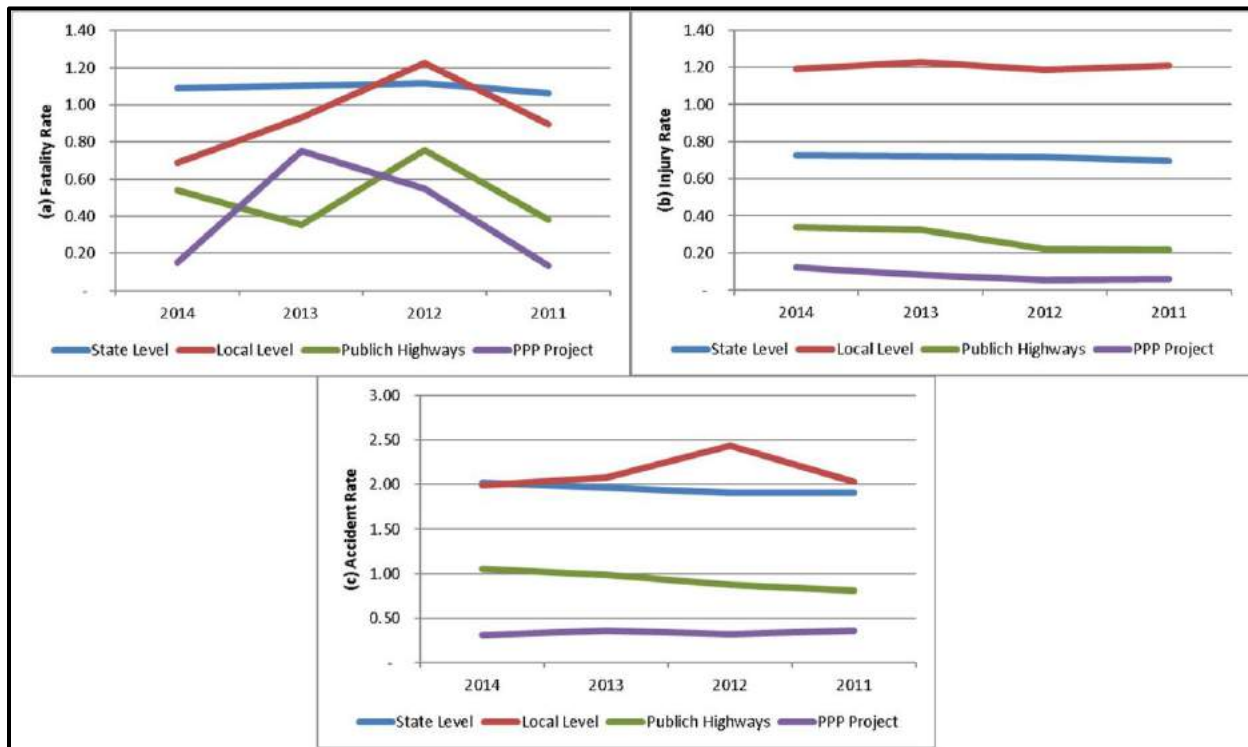 (a) Fatality Rate
1.40
1.20
1.00
0.80
0.60
0.40
0.20
-
2014 2013 2012 2011
State Level Local Level Publich Highways PPP Project
(b) Injury Rate
1.40
1.20
1.00
0.80
0.60
0.40
0.20
-
2014 2013 2012 2011
State Level Local Level Publich Highways PPP Project
(c) Accident Rate
3.00
2.50
2.00
1.50
1.00
0.50
-
2014 2013 2012 2011
State Level Local Level Publich Highways PPP Project